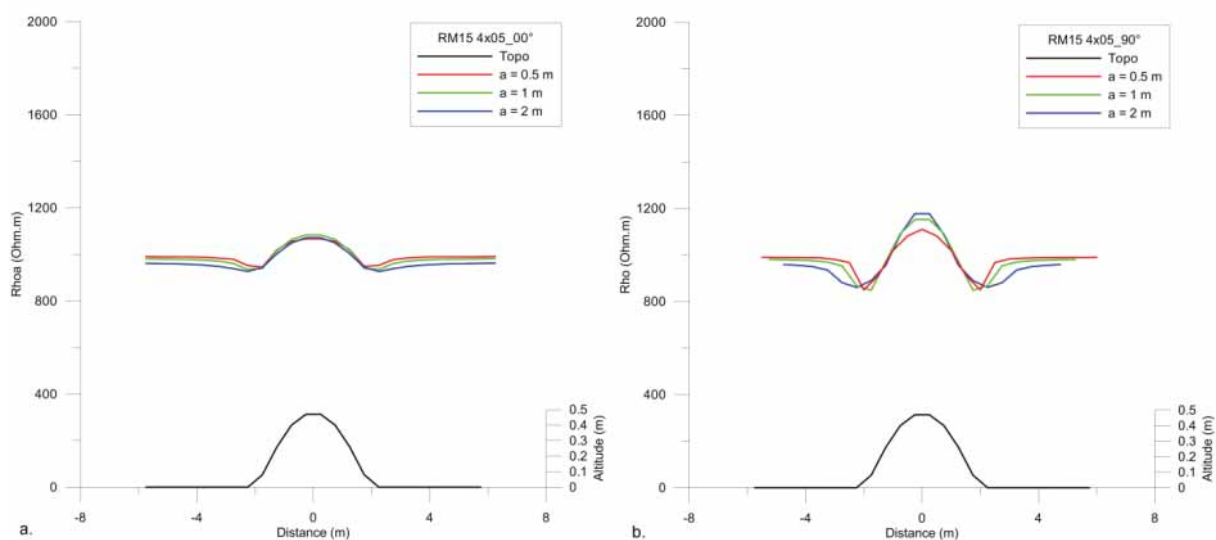 2000
1600
1200
800
400
0
Rhoa (Ohm.m)
RM15 4x05_00°
Topo
a = 0.5 m
a = 1 m
a = 2 m
0.5
0.4
0.3
0.2
0.1
0
Altitude (m)
-8 -4 0 4 8
Distance (m)
a.
2000
1600
1200
800
400
0
Rho (Ohm.m)
RM15 4x05_90°
Topo
a = 0.5 m
a = 1 m
a = 2 m
0.5
0.4
0.3
0.2
0.1
0
Altitude (m)
-8 -4 0 4 8
Distance (m)
b.